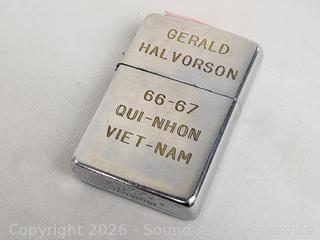 GERALD
HALVORSON
66-67
QUI-NHON
VIET-NAM
Copyright 2026 - Sound Auction Service